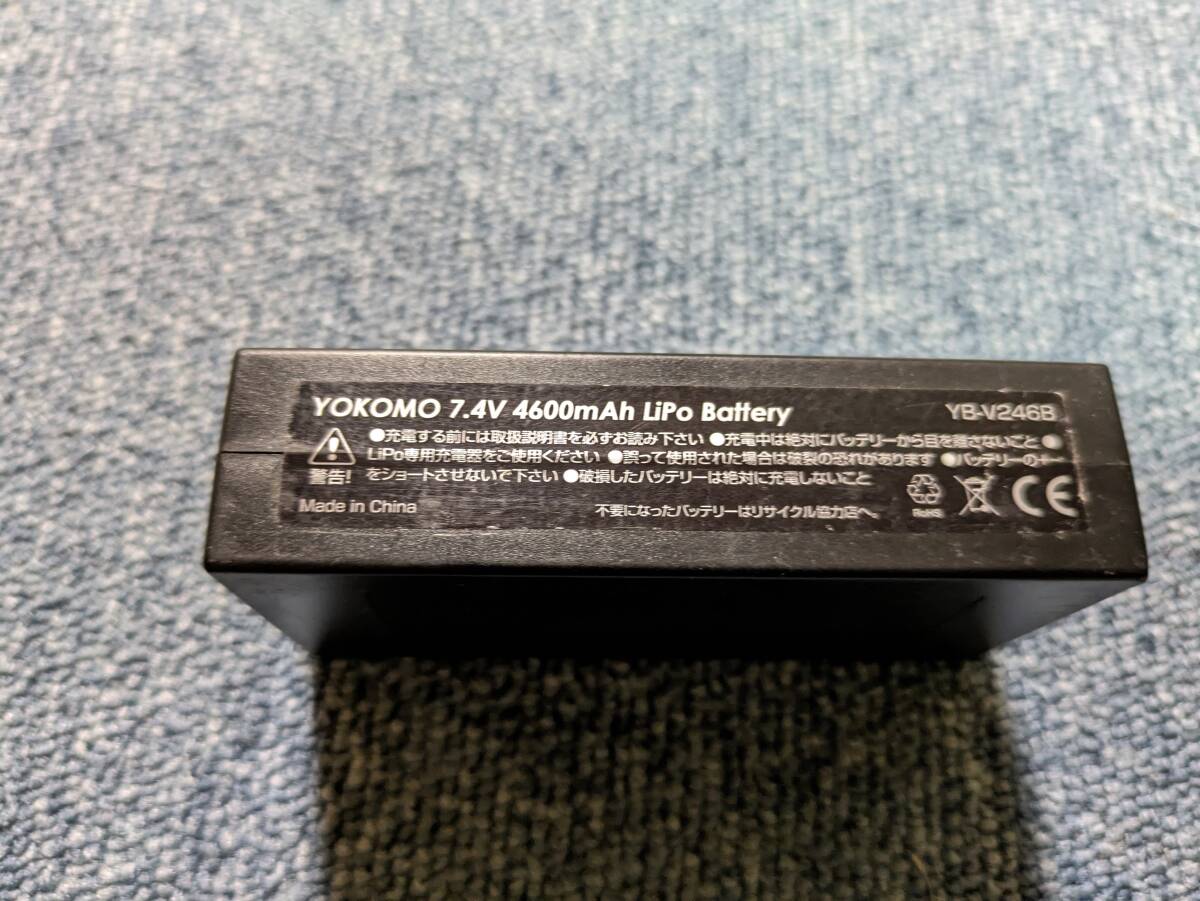 YOKOMO 7.4V 4600mAh LiPo Battery
YB-V246B
●充電する前には取扱説明書を必ずお読み下さい ●充電中は絶対にバッテリーから目を離さないこと ●
LiPo専用充電器をご使用ください ●誤って使用された場合は破裂の恐れがあります ●バッテリーの+-
警告!
をショートさせないで下さい ●破損したバッテリーは絶対に充電しないこと
RoHS
CE
Made in China
不要になったバッテリーはリサイクル協力店へ。